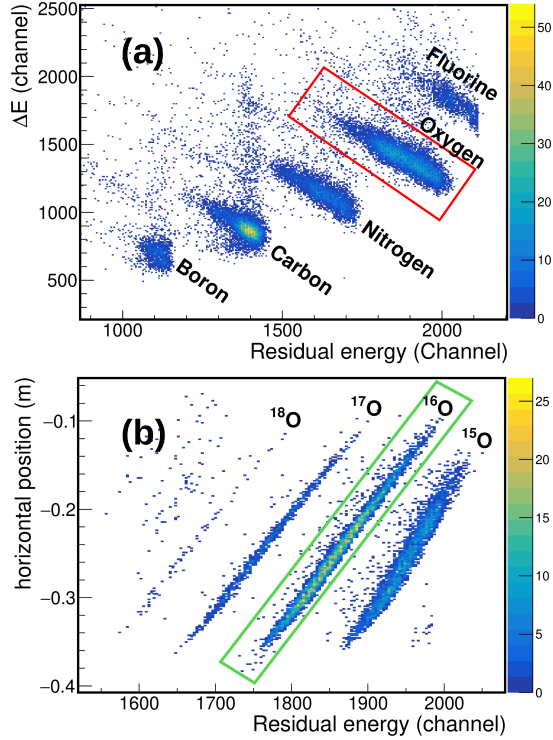 (a)
ΔE (channel)
2500
2000
1500
1000
500
1000
1500
2000
Residual energy (Channel)
Fluorine
Oxygen
Nitrogen
Carbon
Boron
50
40
30
20
10
0
(b)
horizontal position (m)
−0.1
−0.2
−0.3
−0.4
1600
1700
1800
1900
2000
Residual energy (channel)
¹⁸O
¹⁷O
¹⁶O
¹⁵O
25
20
15
10
5
0